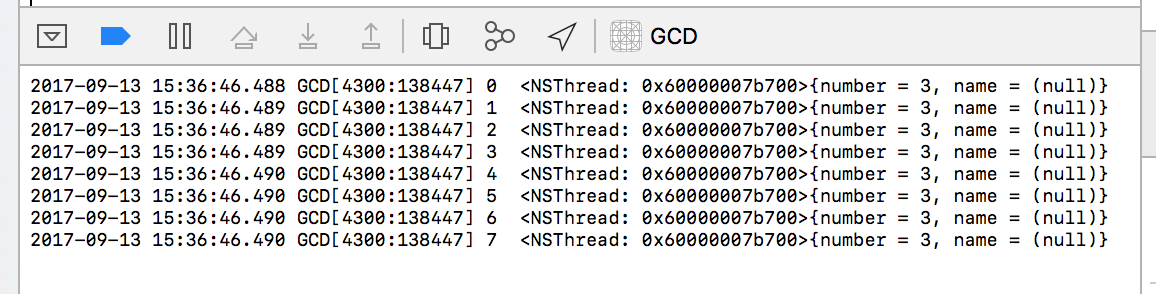 GCD
2017-09-13 15:36:46.488 GCD[4300:138447] 0  <NSThread: 0x60000007b700>{number = 3, name = (null)}
2017-09-13 15:36:46.489 GCD[4300:138447] 1  <NSThread: 0x60000007b700>{number = 3, name = (null)}
2017-09-13 15:36:46.489 GCD[4300:138447] 2  <NSThread: 0x60000007b700>{number = 3, name = (null)}
2017-09-13 15:36:46.489 GCD[4300:138447] 3  <NSThread: 0x60000007b700>{number = 3, name = (null)}
2017-09-13 15:36:46.490 GCD[4300:138447] 4  <NSThread: 0x60000007b700>{number = 3, name = (null)}
2017-09-13 15:36:46.490 GCD[4300:138447] 5  <NSThread: 0x60000007b700>{number = 3, name = (null)}
2017-09-13 15:36:46.490 GCD[4300:138447] 6  <NSThread: 0x60000007b700>{number = 3, name = (null)}
2017-09-13 15:36:46.490 GCD[4300:138447] 7  <NSThread: 0x60000007b700>{number = 3, name = (null)}